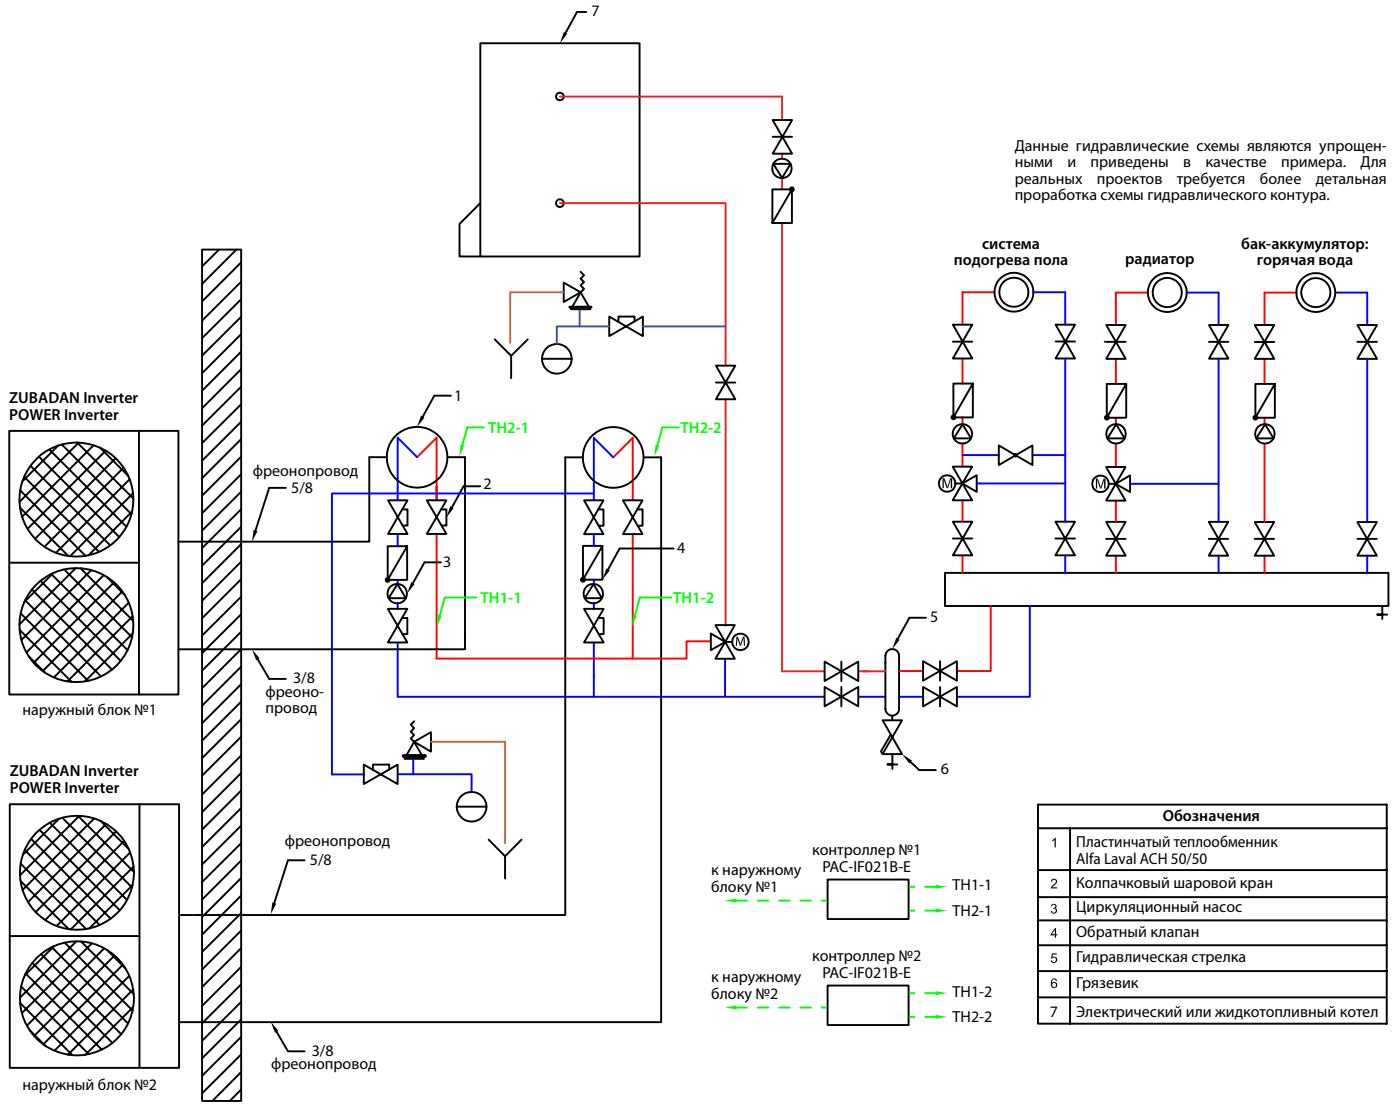 7
Данные гидравлические схемы являются упрощен-
ными и приведены в качестве примера. Для
реальных проектов требуется более детальная
проработка схемы гидравлического контура.
система
подогрева пола
радиатор
бак-аккумулятор:
горячая вода
ZUBADAN Inverter
POWER Inverter
1
TH2-1
TH2-2
фреонопровод
5/8
2
M
M
4
3
TH1-1
TH1-2
5
M
3/8
фреоно-
провод
наружный блок №1
6
ZUBADAN Inverter
POWER Inverter
фреонопровод
5/8
3/8
фреонопровод
наружный блок №2
контроллер №1
PAC-IF021B-E
к наружному
блоку №1
TH1-1
TH2-1
контроллер №2
PAC-IF021B-E
к наружному
блоку №2
TH1-2
TH2-2
Обозначения
1 Пластинчатый теплообменник
Alfa Laval ACH 50/50
2 Колпачковый шаровой кран
3 Циркуляционный насос
4 Обратный клапан
5 Гидравлическая стрелка
6 Грязевик
7 Электрический или жидкотопливный котел